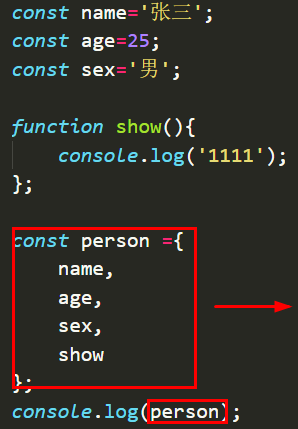 const name='张三';
const age=25;
const sex='男';
function show(){
console.log('1111');
};
const person ={
name,
age,
sex,
show
};
console.log(person);